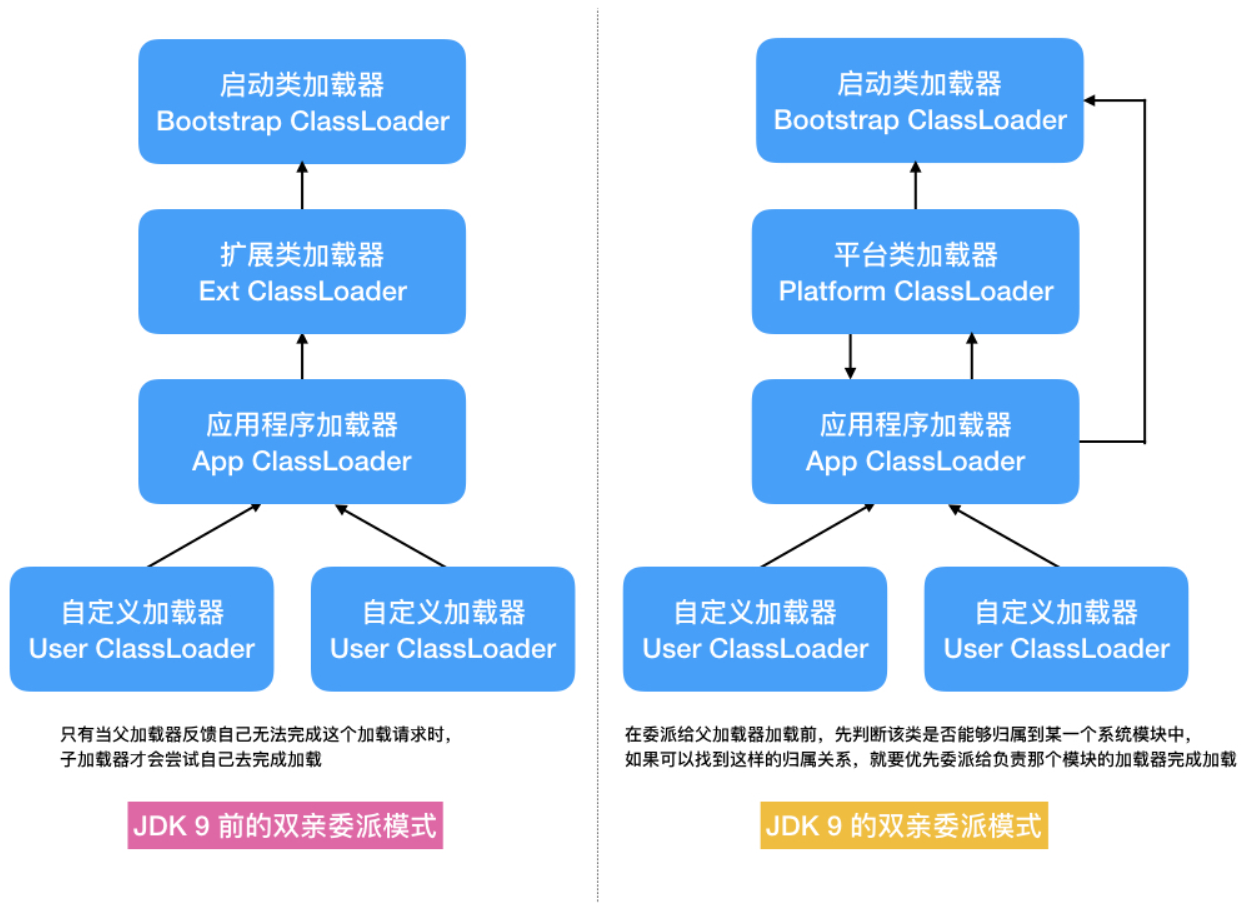 启动类加载器
Bootstrap ClassLoader
扩展类加载器
Ext ClassLoader
应用程序加载器
App ClassLoader
自定义加载器
User ClassLoader
自定义加载器
User ClassLoader
只有当父加载器反馈自己无法完成这个加载请求时，
子加载器才会尝试自己去完成加载
JDK 9 前的双亲委派模式
启动类加载器
Bootstrap ClassLoader
平台类加载器
Platform ClassLoader
应用程序加载器
App ClassLoader
自定义加载器
User ClassLoader
自定义加载器
User ClassLoader
在委派给父加载器加载前，先判断该类是否能够归属到某一个系统模块中，
如果可以找到这样的归属关系，就要优先委派给负责那个模块的加载器完成加载
JDK 9 的双亲委派模式